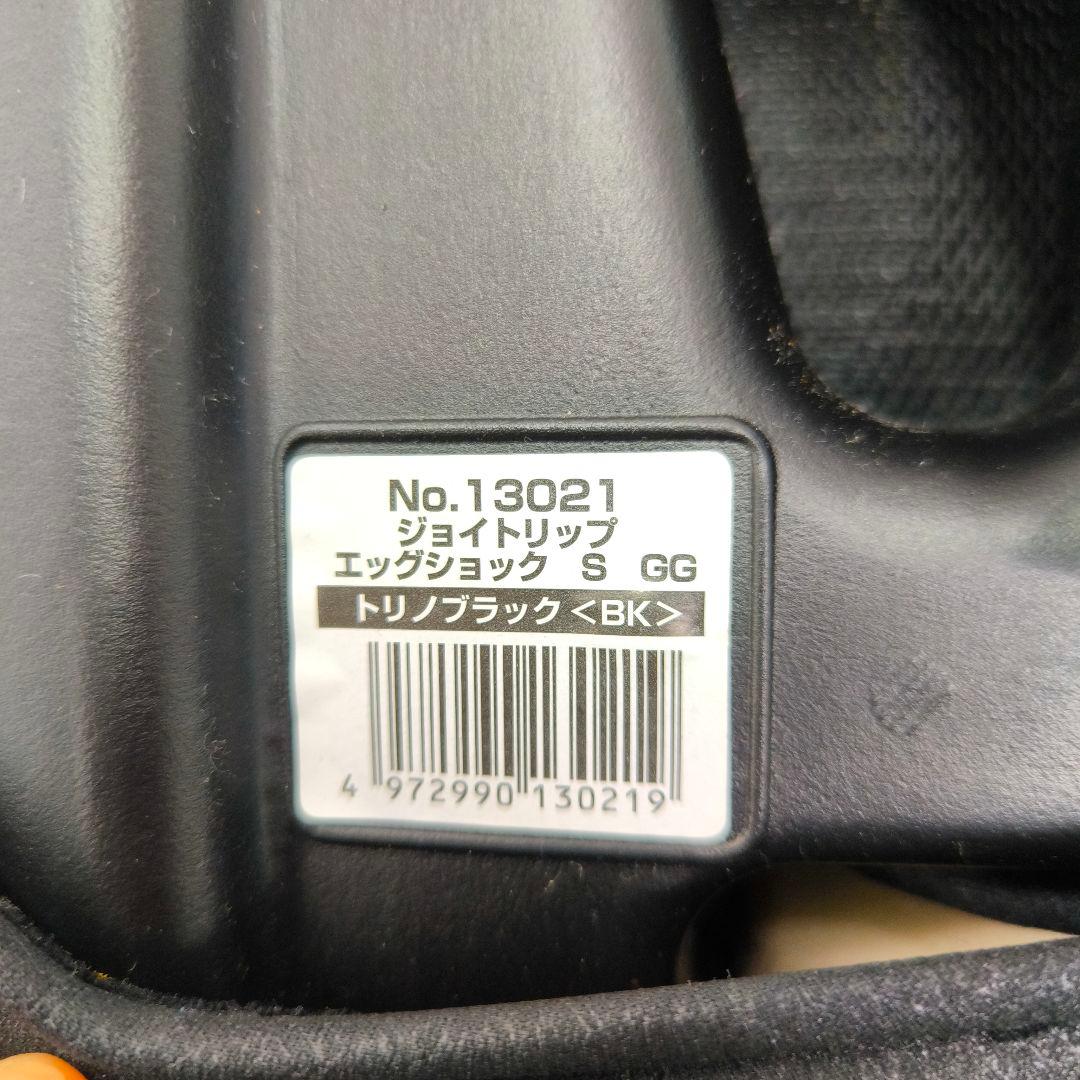 No.13021
ジョイトリップ
エッグショック S GG
トリノブラック<BK>
4 972990 130219